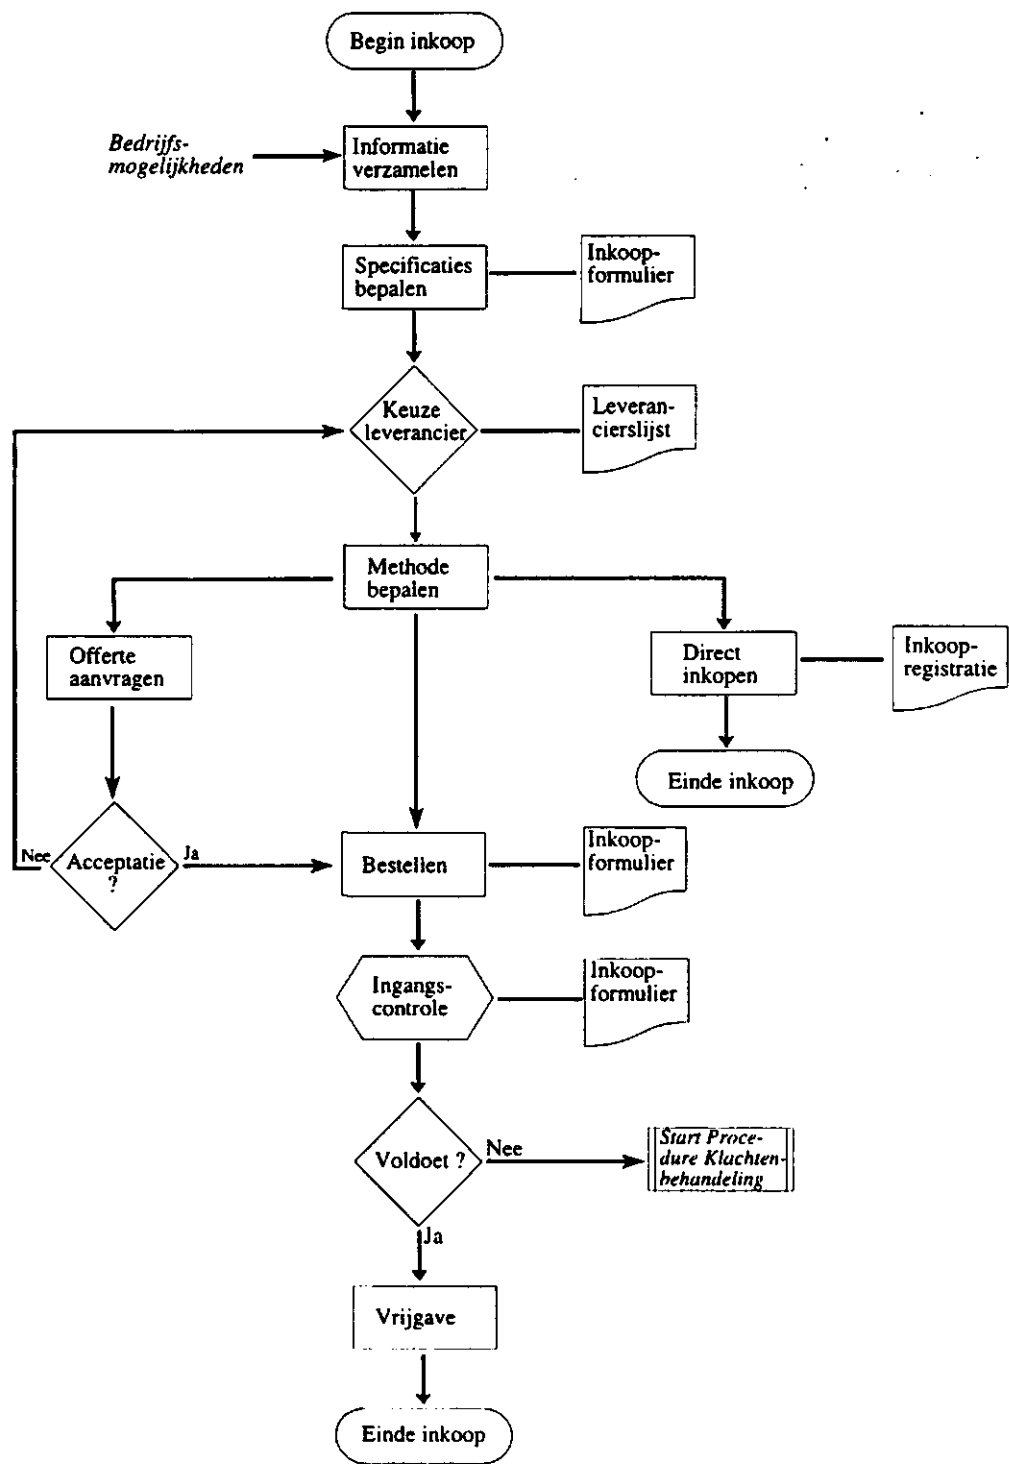 Begin inkoop
Bedrijfs-
mogelijkheden
Informatie
verzamelen
Specificaties
bepalen
Inkoop-
formulier
Keuze
leverancier
Leveran-
cierslijst
Methode
bepalen
Offerte
aanvragen
Direct
inkopen
Inkoop-
registratie
Einde inkoop
Nee
Acceptatie
?
Ja
Bestellen
Inkoop-
formulier
Ingangs-
controle
Inkoop-
formulier
Voldoet ?
Nee
Start Proce-
dure Klachten-
behandeling
Ja
Vrijgave
Einde inkoop